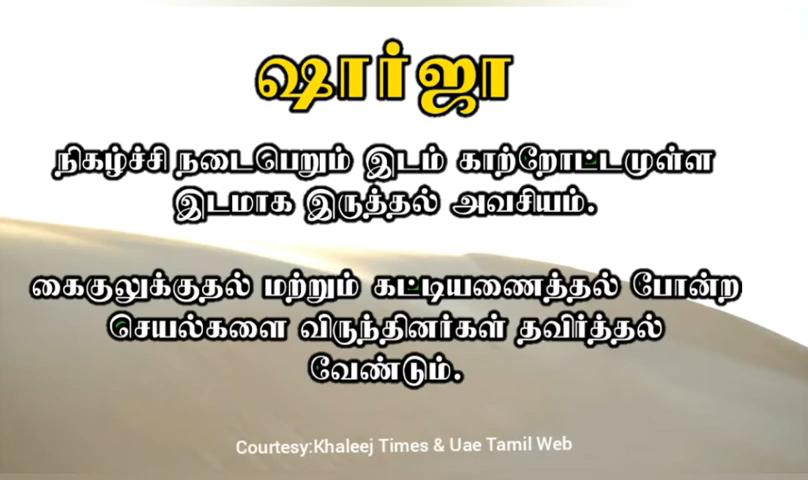 ஷார்ஜா
நிகழ்ச்சி நடைபெறும் இடம் காற்றோட்டமுள்ள
இடமாக இருத்தல் அவசியம்.
கைகுலுக்குதல் மற்றும் கட்டியணைத்தல் போன்ற
செயல்களை விருந்தினர்கள் தவிர்த்தல்
வேண்டும்.
Courtesy:Khaleej Times & Uae Tamil Web